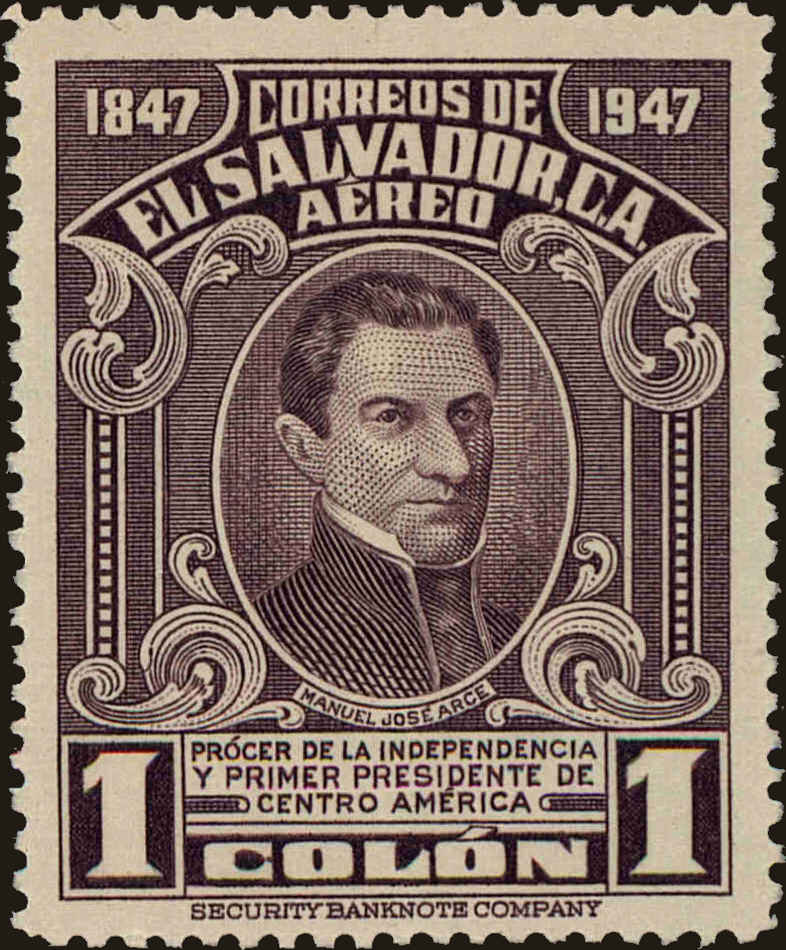 1847 CORREOS DE 1947
EL SALVADOR, C.A.
AÉREO
MANUEL JOSÉ ARCE
PRÓCER DE LA INDEPENDENCIA
Y PRIMER PRESIDENTE DE
CENTRO AMÉRICA
1 COLÓN 1
SECURITY BANKNOTE COMPANY